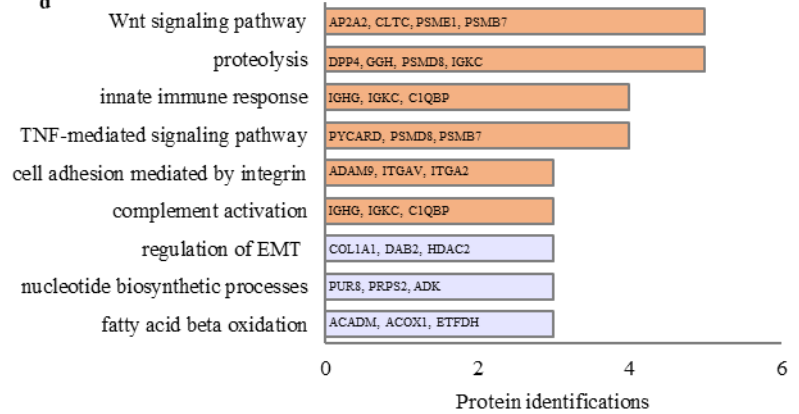 d
Wnt signaling pathway AP2A2, CLTC, PSME1, PSMB7
proteolysis DPP4, GGH, PSMD8, IGKC
innate immune response IGHG, IGKC, C1QBP
TNF-mediated signaling pathway PYCARD, PSMD8, PSMB7
cell adhesion mediated by integrin ADAM9, ITGAV, ITGA2
complement activation IGHG, IGKC, C1QBP
regulation of EMT COL1A1, DAB2, HDAC2
nucleotide biosynthetic processes PUR8, PRPS2, ADK
fatty acid beta oxidation ACADM, ACOX1, ETFDH
0 2 4 6
Protein identifications